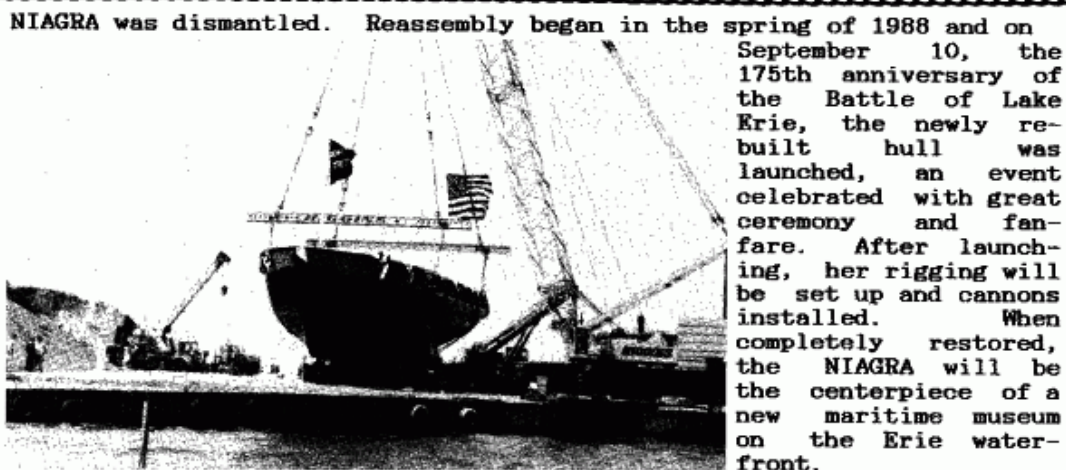 NIAGRA was dismantled. Reassembly began in the spring of 1988 and on
September 10, the
175th anniversary of
the Battle of Lake
Erie, the newly re-
built hull was
launched, an event
celebrated with great
ceremony and fan-
fare. After launch-
ing, her rigging will
be set up and cannons
installed. When
completely restored,
the NIAGRA will be
the centerpiece of a
new maritime museum
on the Erie water-
front.